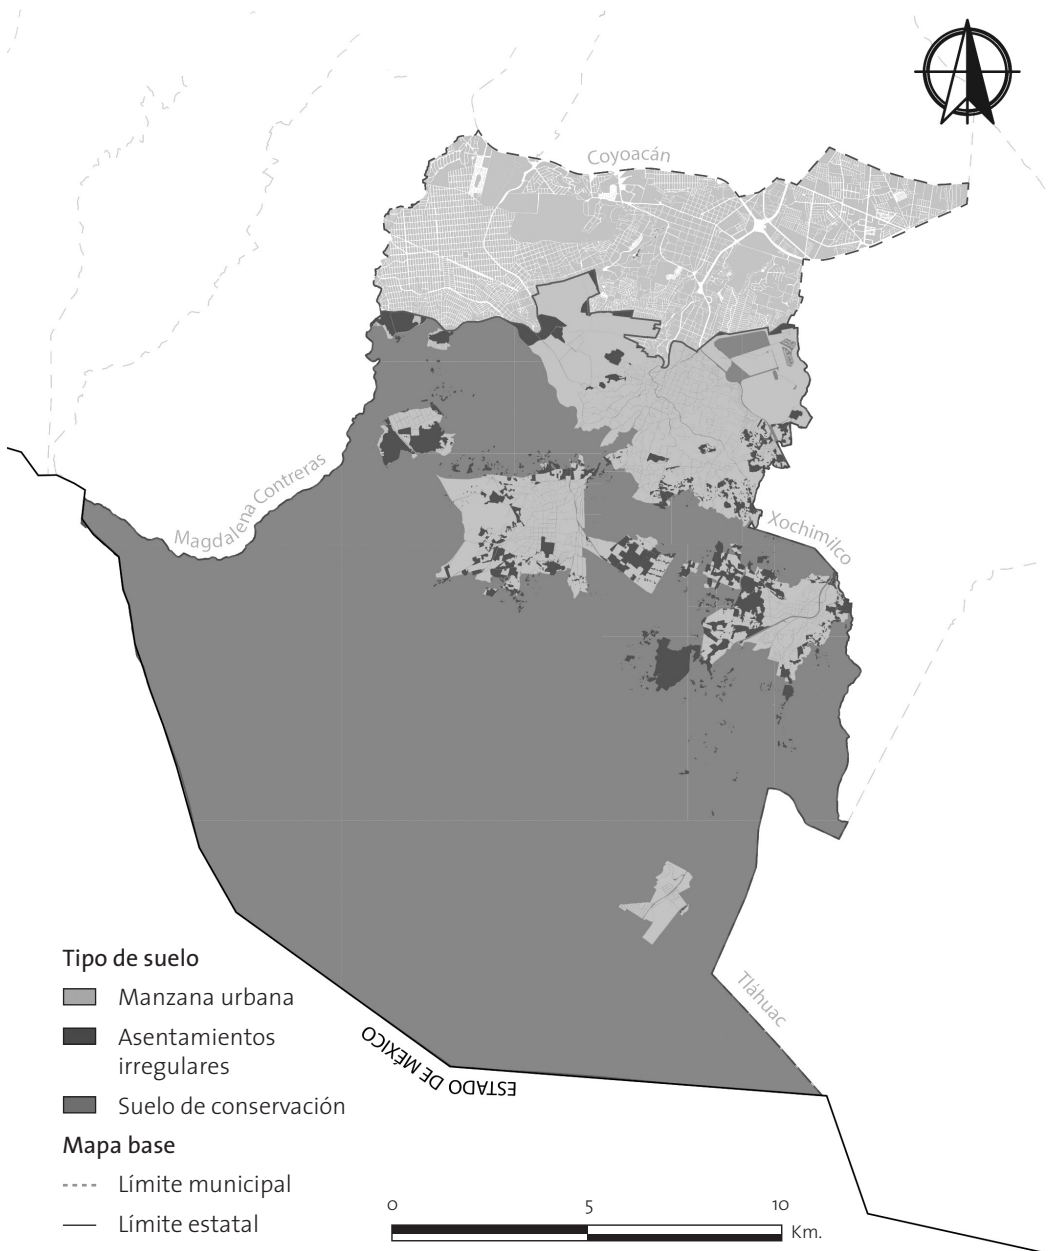 Coyoacán
Magdalena Contreras
Xochimilco
Tláhuac
ESTADO DE MÉXICO
Tipo de suelo
Manzana urbana
Asentamientos
irregulares
Suelo de conservación
Mapa base
Límite municipal
Límite estatal
0 5 10
Km.